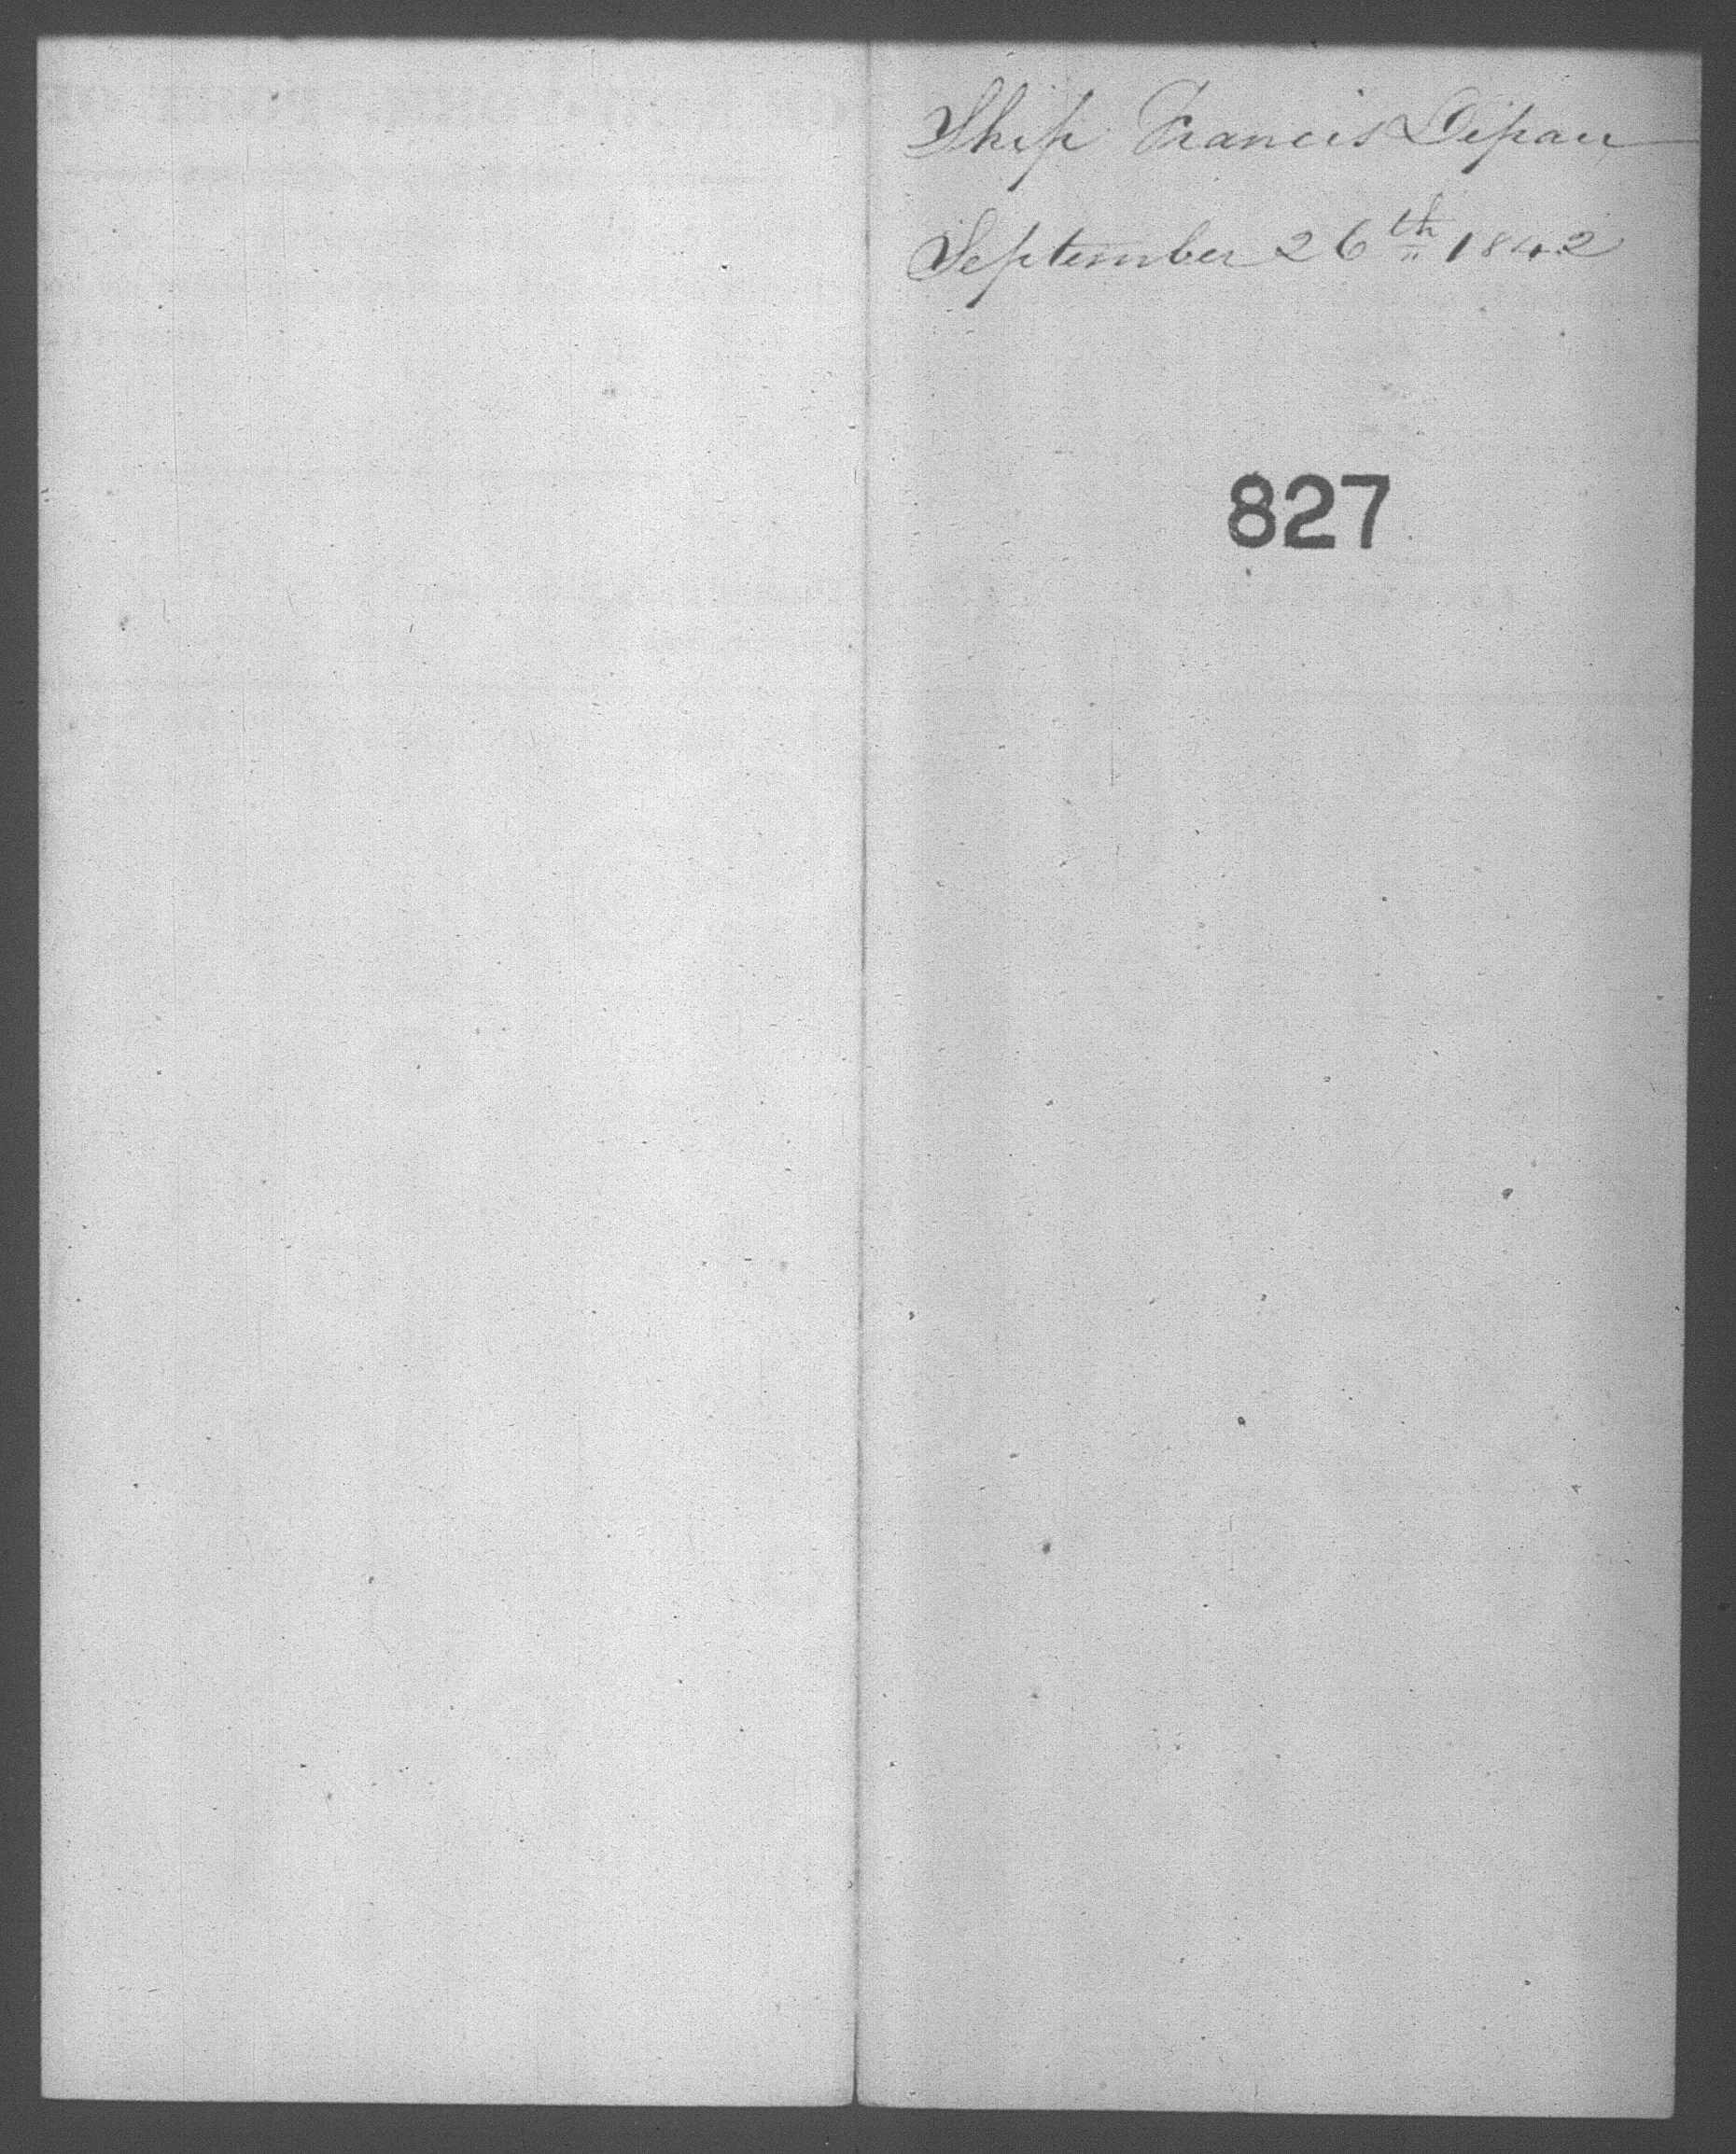 Ship Francis Depau
September 26th 1842
827